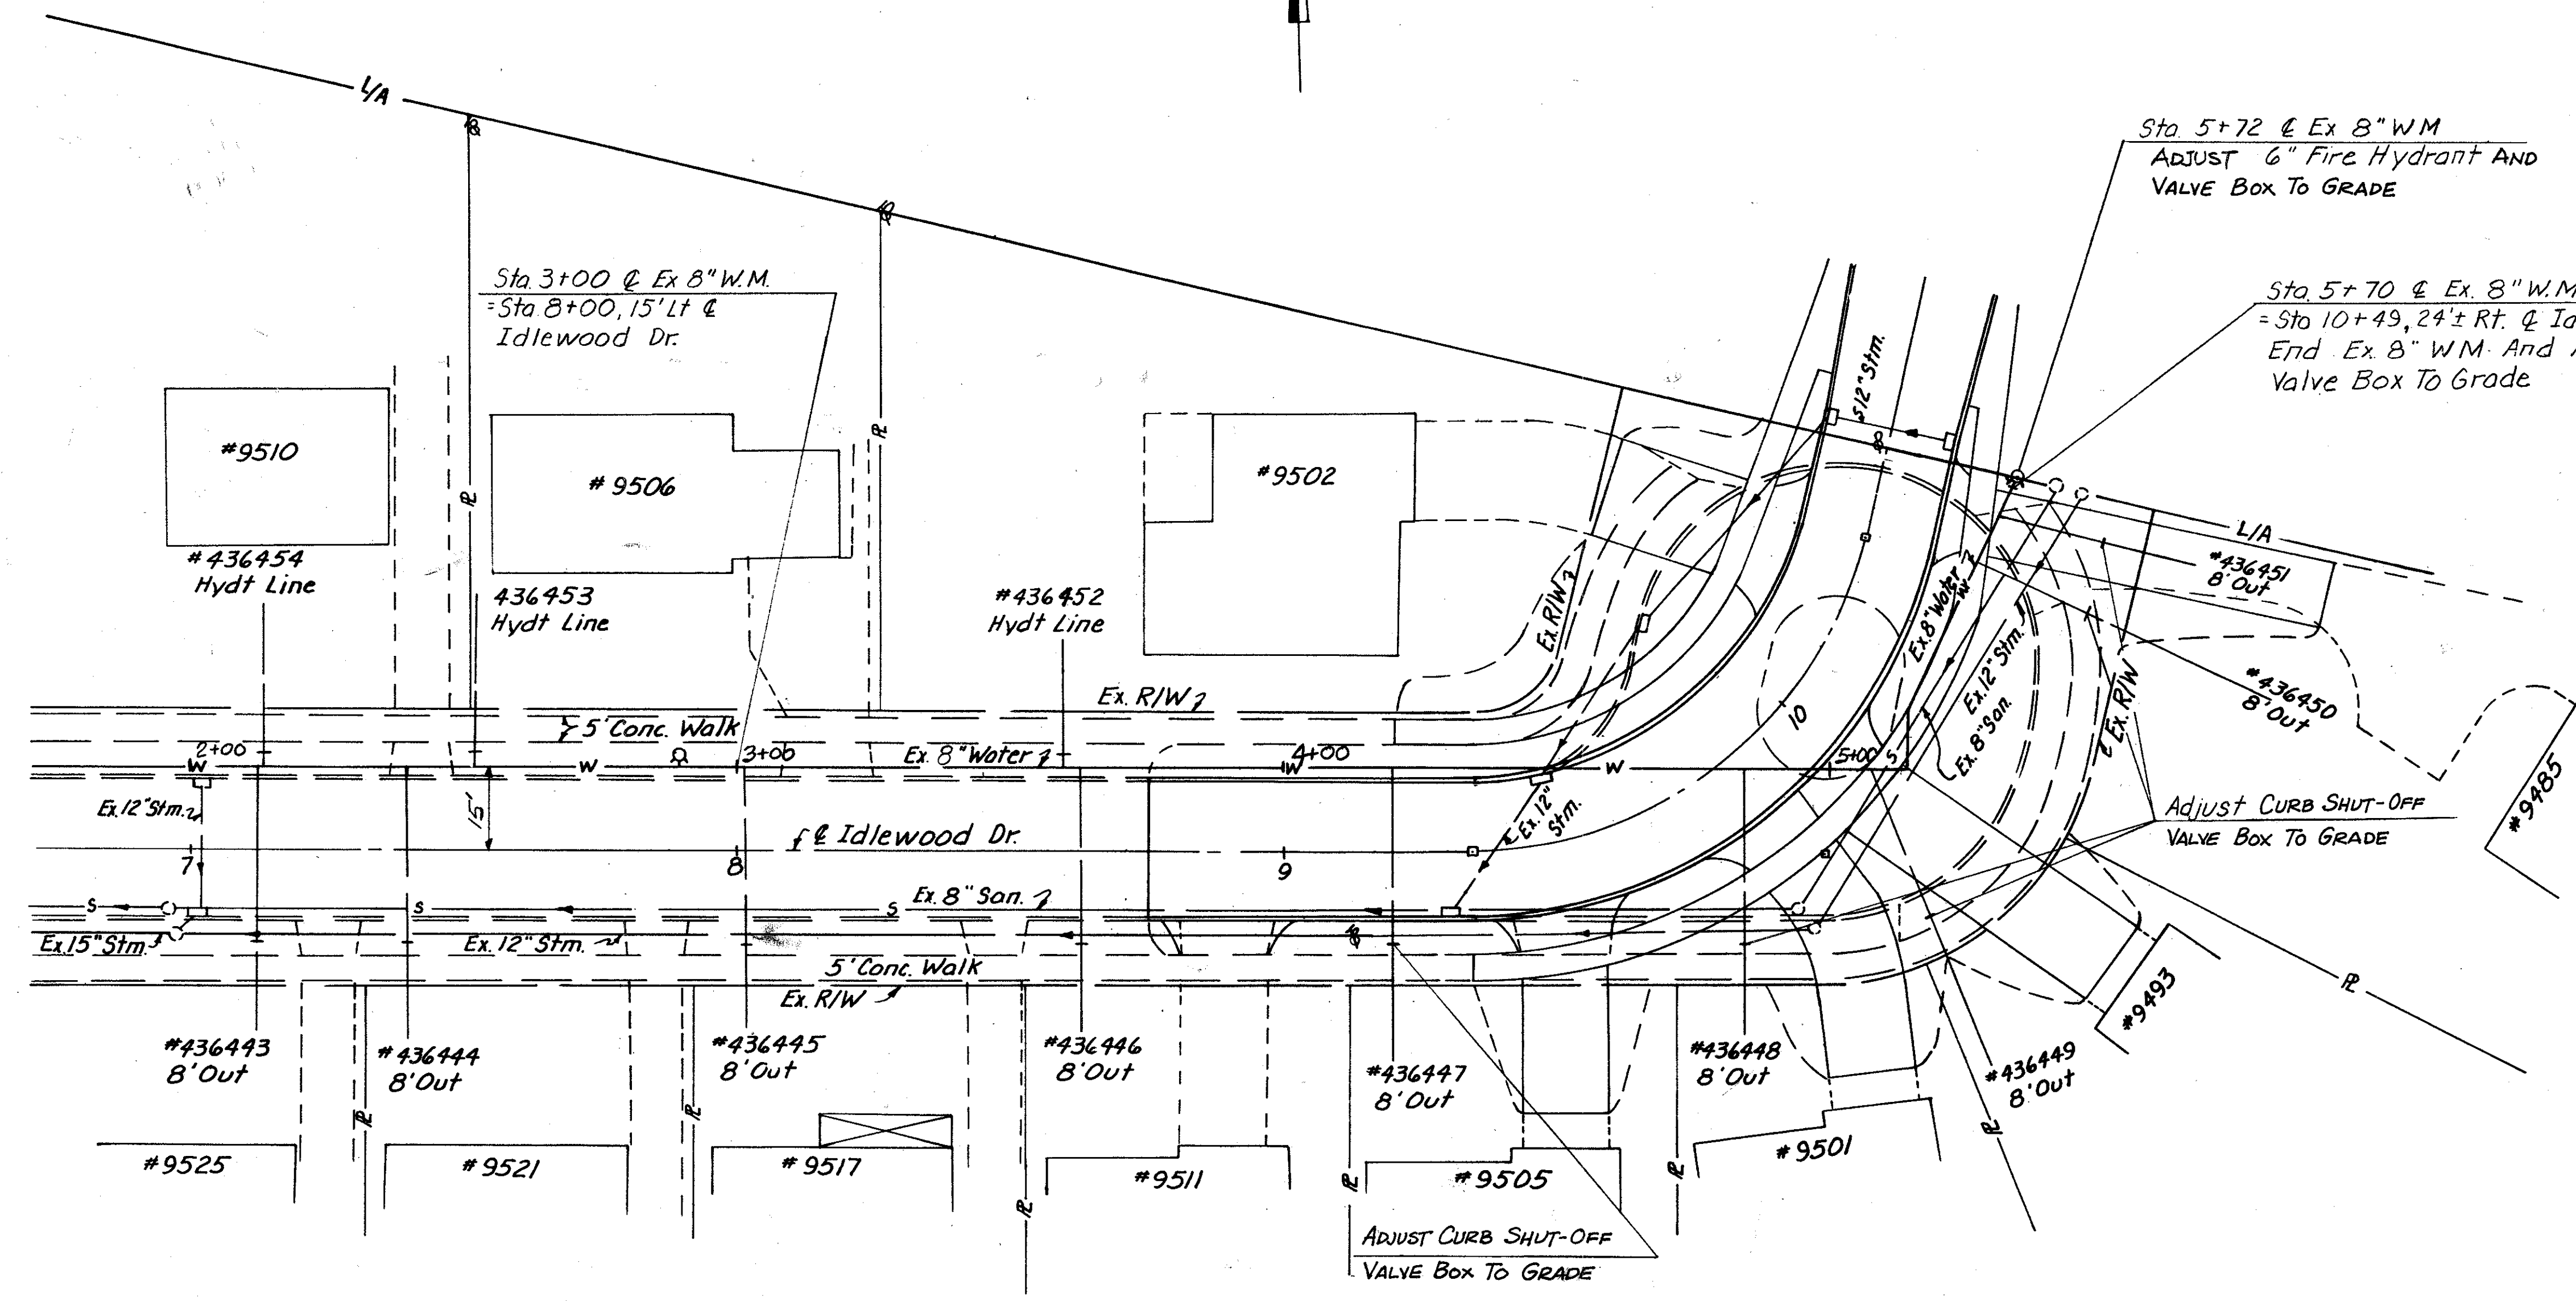 L/A
Sta. 5+72 ℄ Ex 8" WM
ADJUST 6" Fire Hydrant AND
VALVE BOX TO GRADE
Sta. 3+00 ℄ Ex 8" W.M.
=Sta. 8+00, 15' Lt ℄
Idlewood Dr.
Sta. 5+70 ℄ Ex. 8" W.M
= Sta 10+49, 24'± Rt. ℄ Id
End Ex. 8" WM. And
Valve Box To Grade
S12" Stm.
#9510
℄
#9506
℄
#9502
L/A
#436454
Hydt Line
436453
Hydt Line
#436452
Hydt Line
Ex. R/W
Ex. 8" Water
W
#436451
8' Out
Ex. 12" Stm.
Ex. 8" San.
Ex. R/W
#436450
8' Out
Ex. R/W
5' Conc. Walk
2+00
3+00
Ex. 8" Water
4+00
5+00
10
S
W
W
W
W
#9485
Ex. 12" Stm.
15'
℄ Idlewood Dr.
Ex. 12"
Stm.
Adjust CURB SHUT-OFF
VALVE BOX TO GRADE
7
8
9
S
S
S
Ex. 8" San.
Ex. 15" Stm.
Ex. 12" Stm.
5' Conc. Walk
Ex. R/W
#9493
#436443
8' Out
#436444
8' Out
#436445
8' Out
#436446
8' Out
#436447
8' Out
#436448
8' Out
#436449
8' Out
#9525
#9521
#9517
#9511
#9505
#9501
ADJUST CURB SHUT-OFF
VALVE BOX TO GRADE